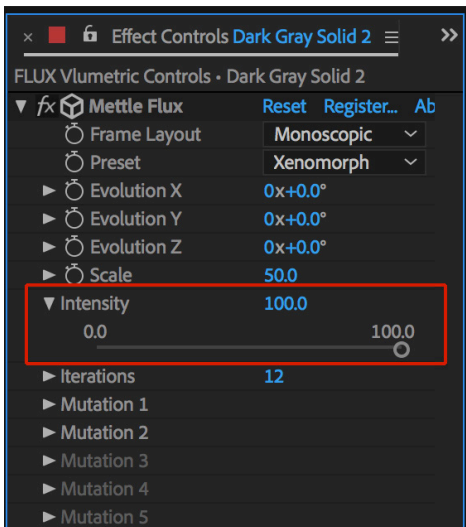 × Effect Controls Dark Gray Solid 2 ≡ »
FLUX Vlumetric Controls • Dark Gray Solid 2
fx Mettle Flux Reset Register... Ab
Frame Layout Monoscopic
Preset Xenomorph
Evolution X 0x+0.0°
Evolution Y 0x+0.0°
Evolution Z 0x+0.0°
Scale 50.0
Intensity 100.0
0.0 100.0
Iterations 12
Mutation 1
Mutation 2
Mutation 3
Mutation 4
Mutation 5